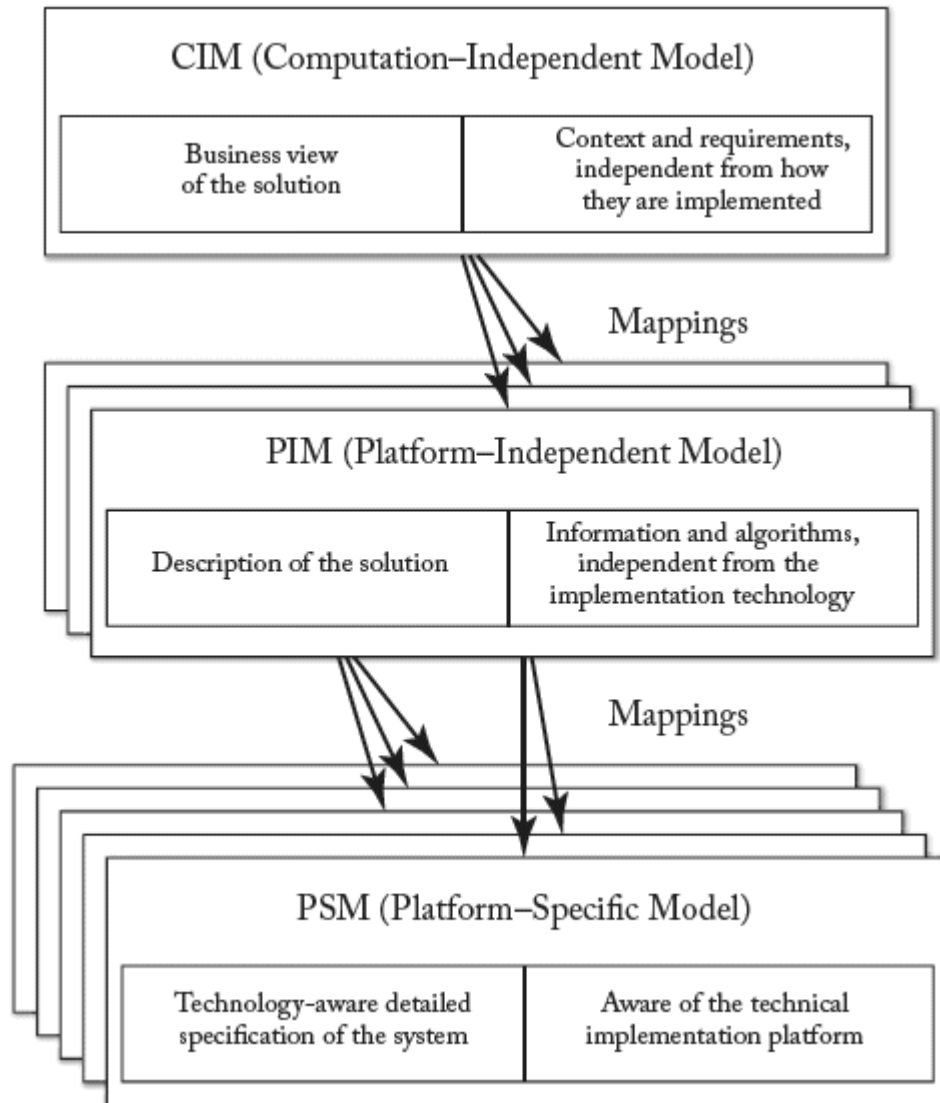 CIM (Computation–Independent Model)
Business view
of the solution
Context and requirements,
independent from how
they are implemented
Mappings
PIM (Platform–Independent Model)
Description of the solution
Information and algorithms,
independent from the
implementation technology
Mappings
PSM (Platform–Specific Model)
Technology-aware detailed
specification of the system
Aware of the technical
implementation platform